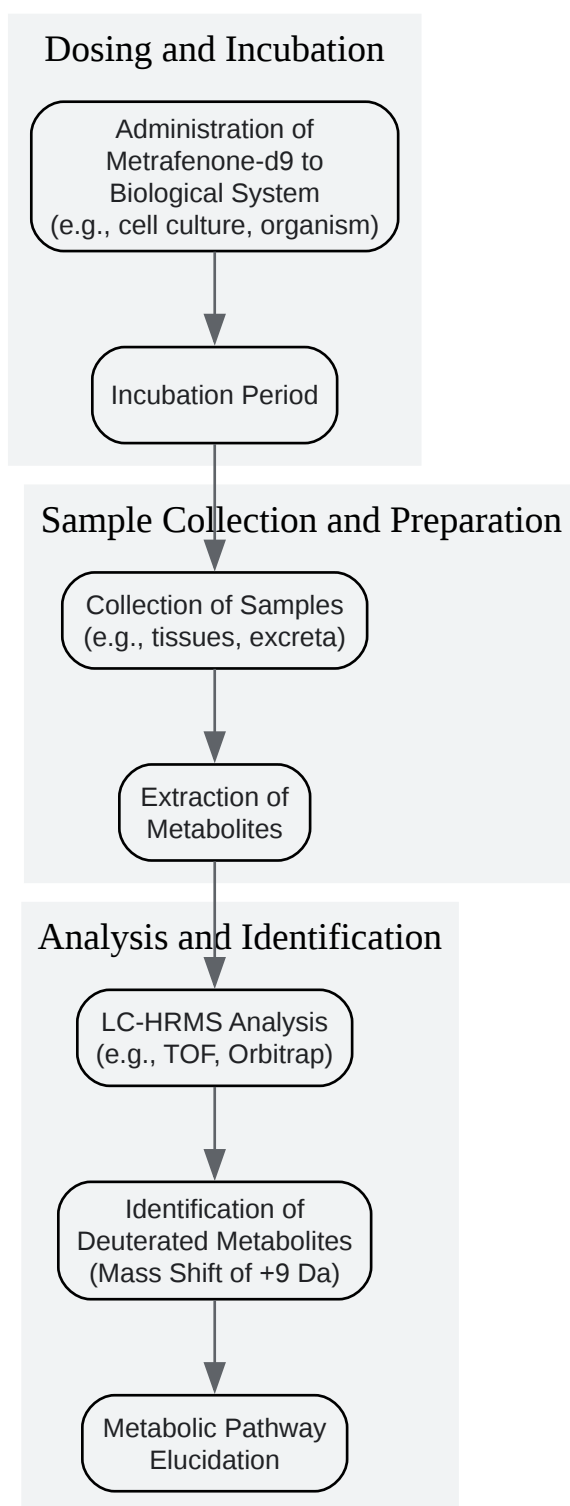 Dosing and Incubation
Administration of
Metrafenone-d9 to
Biological System
(e.g., cell culture, organism)
Incubation Period
Sample Collection and Preparation
Collection of Samples
(e.g., tissues, excreta)
Extraction of
Metabolites
Analysis and Identification
LC-HRMS Analysis
(e.g., TOF, Orbitrap)
Identification of
Deuterated Metabolites
(Mass Shift of +9 Da)
Metabolic Pathway
Elucidation